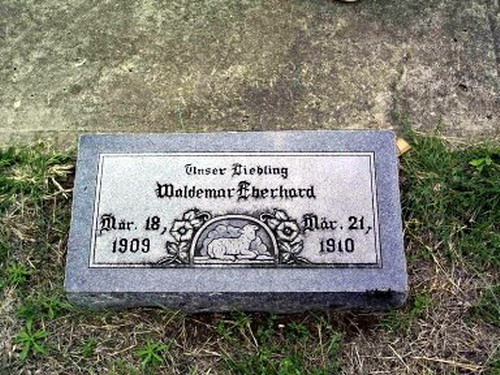 Unser Liebling
Waldemar Eberhard
Mär. 18, Mär. 21,
1909 1910